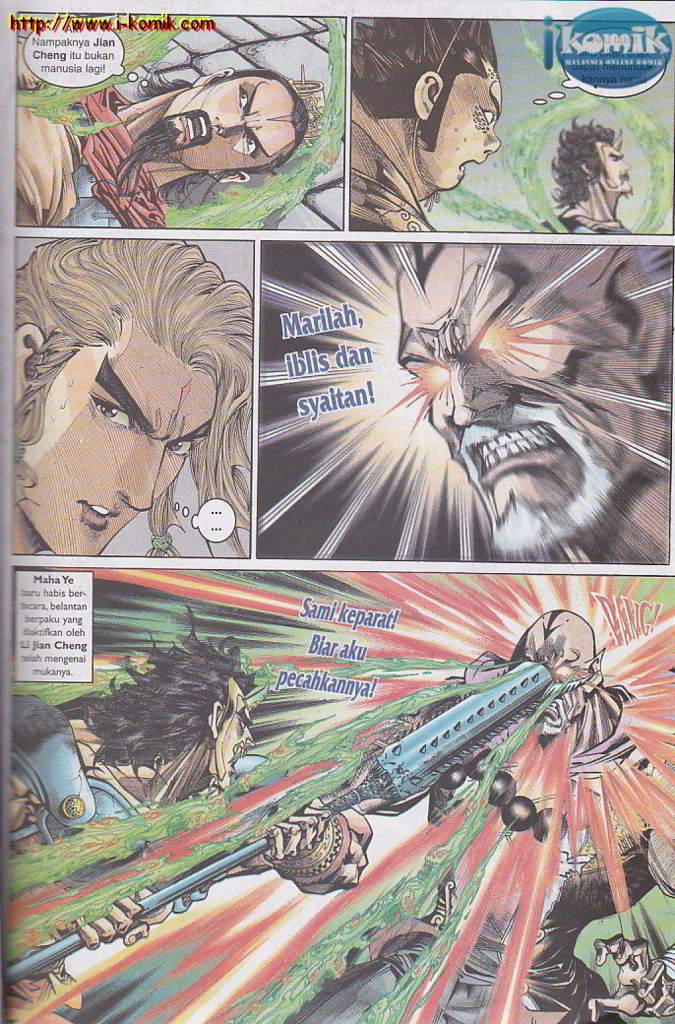 http://www.i-komik.com
Nampaknya Jian
Cheng itu bukan
manusia lagi!
i komik
MALAYSIA ONLINE KOMIK
...
...
Marilah,
iblis dan
syaitan!
Maha Ye
baru habis ber-
bicara, belantan
berpaku yang
diaktifkan oleh
Li Jian Cheng
telah mengenai
mukanya.
Sami keparat!
Biar aku
pecahkannya!
PANG!